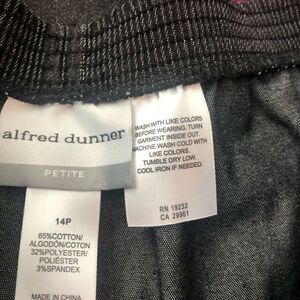 alfred dunner
PETITE
14P
65%COTTON/
ALGODÓN/COTON
32%POLYESTER/
POLIÉSTER
3%SPANDEX
MADE IN CHINA
WASH WITH LIKE COLORS
BEFORE WEARING. TURN
GARMENT INSIDE OUT.
MACHINE WASH COLD WITH
LIKE COLORS.
TUMBLE DRY LOW.
COOL IRON IF NEEDED.
RN 19232
CA 29961